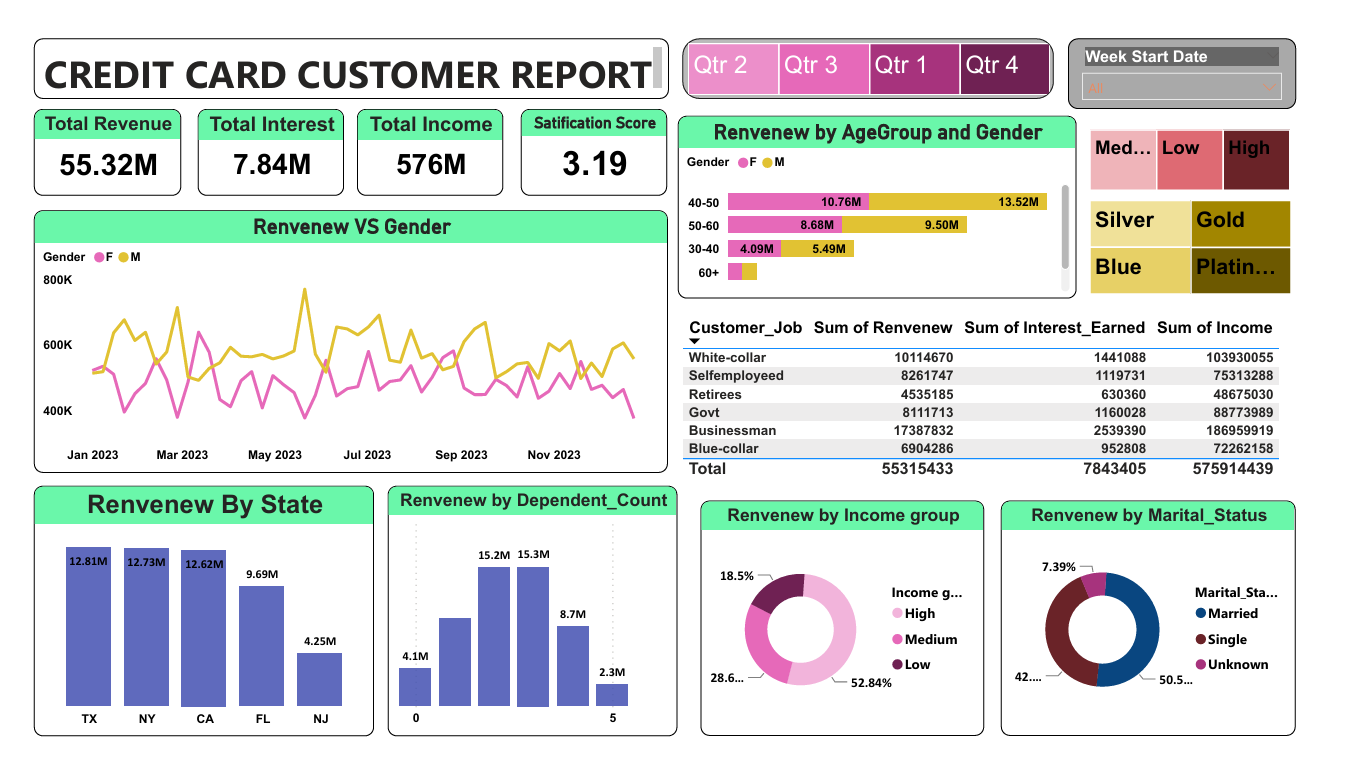 CREDIT CARD CUSTOMER REPORT
Qtr 2 Qtr 3 Qtr 1 Qtr 4
Week Start Date
All
Total Revenue
55.32M
Total Interest
7.84M
Total Income
576M
Satification Score
3.19
Renvenew by AgeGroup and Gender
Gender F M
40-50 10.76M 13.52M
50-60 8.68M 9.50M
30-40 4.09M 5.49M
60+
Med... Low High
Silver Gold
Blue Platin...
Renvenew VS Gender
Gender F M
800K
600K
400K
Jan 2023 Mar 2023 May 2023 Jul 2023 Sep 2023 Nov 2023
Customer_Job Sum of Renvenew Sum of Interest_Earned Sum of Income
White-collar 10114670 1441088 103930055
Selfemployeed 8261747 1119731 75313288
Retirees 4535185 630360 48675030
Govt 8111713 1160028 88773989
Businessman 17387832 2539390 186959919
Blue-collar 6904286 952808 72262158
Total 55315433 7843405 575914439
Renvenew By State
12.81M 12.73M 12.62M 9.69M 4.25M
TX NY CA FL NJ
Renvenew by Dependent_Count
4.1M 15.2M 15.3M 8.7M 2.3M
0 5
Renvenew by Income group
18.5%
28.6...
52.84%
Income g...
High
Medium
Low
Renvenew by Marital_Status
7.39%
42....
50.5...
Marital_Sta...
Married
Single
Unknown